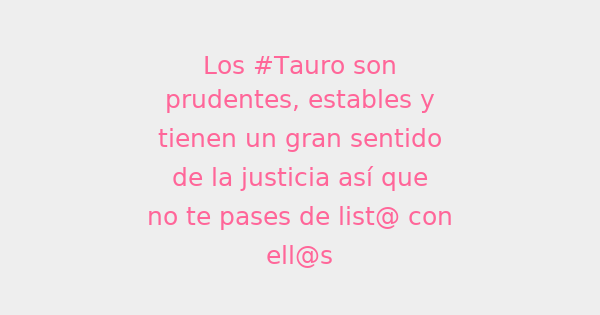 Los #Tauro son
prudentes, estables y
tienen un gran sentido
de la justicia así que
no te pases de list@ con
ell@s